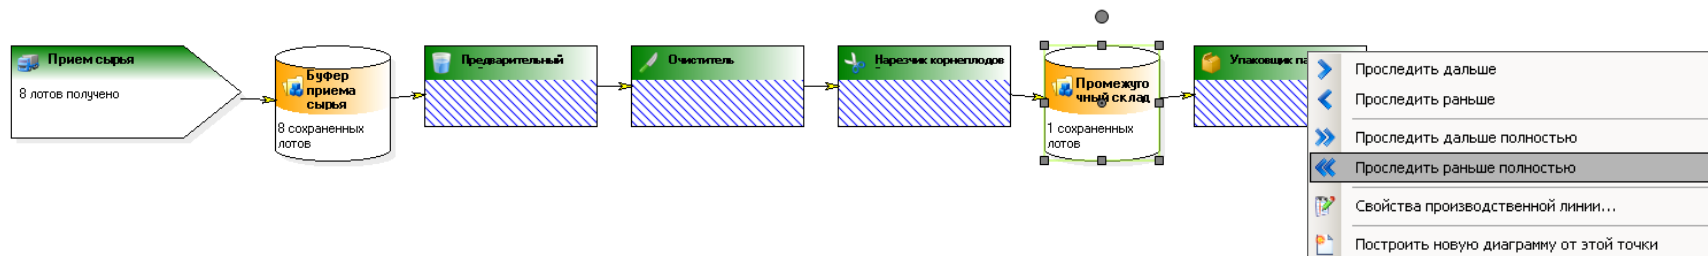 Прием сырья
8 лотов получено
Буфер
приема
сырья
8 сохраненных
лотов
Предварительный
Очиститель
Нарезчик корнеплодов
Промежуто
чный склад
1 сохраненных
лотов
Упаковщик па
Проследить дальше
Проследить раньше
Проследить дальше полностью
Проследить раньше полностью
Свойства производственной линии...
Построить новую диаграмму от этой точки